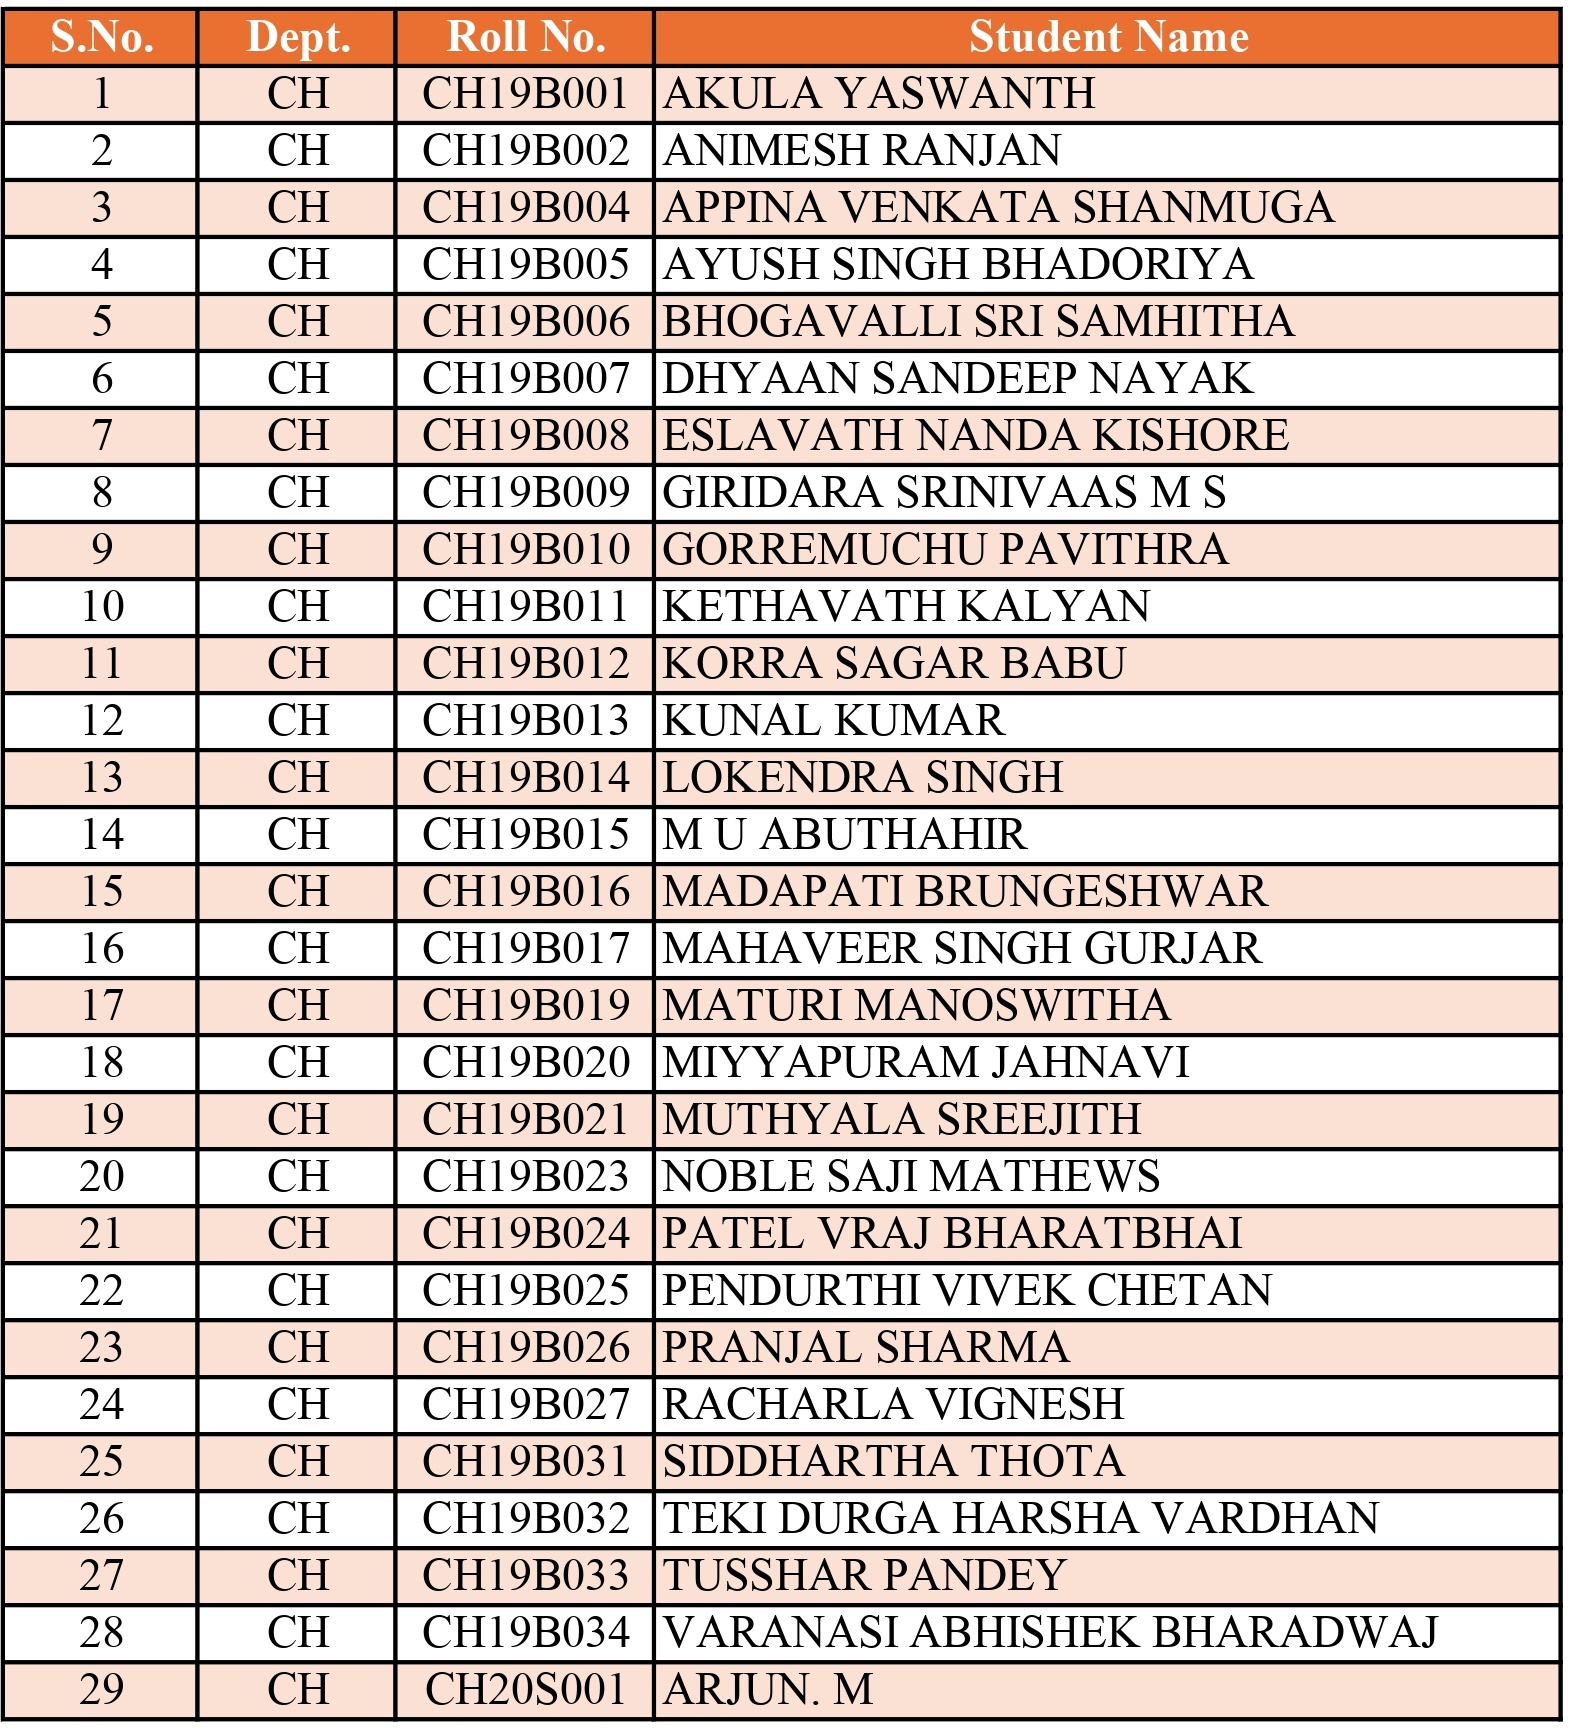 S.No. Dept. Roll No. Student Name
1 CH CH19B001 AKULA YASWANTH
2 CH CH19B002 ANIMESH RANJAN
3 CH CH19B004 APPINA VENKATA SHANMUGA
4 CH CH19B005 AYUSH SINGH BHADORIYA
5 CH CH19B006 BHOGAVALLI SRI SAMHITHA
6 CH CH19B007 DHYAAN SANDEEP NAYAK
7 CH CH19B008 ESLAVATH NANDA KISHORE
8 CH CH19B009 GIRIDARA SRINIVAAS M S
9 CH CH19B010 GORREMUCHU PAVITHRA
10 CH CH19B011 KETHAVATH KALYAN
11 CH CH19B012 KORRA SAGAR BABU
12 CH CH19B013 KUNAL KUMAR
13 CH CH19B014 LOKENDRA SINGH
14 CH CH19B015 M U ABUTHAHIR
15 CH CH19B016 MADAPATI BRUNGESHWAR
16 CH CH19B017 MAHAVEER SINGH GURJAR
17 CH CH19B019 MATURI MANOSWITHA
18 CH CH19B020 MIYYAPURAM JAHNAVI
19 CH CH19B021 MUTHYALA SREEJITH
20 CH CH19B023 NOBLE SAJI MATHEWS
21 CH CH19B024 PATEL VRAJ BHARATBHAI
22 CH CH19B025 PENDURTHI VIVEK CHETAN
23 CH CH19B026 PRANJAL SHARMA
24 CH CH19B027 RACHARLA VIGNESH
25 CH CH19B031 SIDDHARTHA THOTA
26 CH CH19B032 TEKI DURGA HARSHA VARDHAN
27 CH CH19B033 TUSSHAR PANDEY
28 CH CH19B034 VARANASI ABHISHEK BHARADWAJ
29 CH CH20S001 ARJUN. M